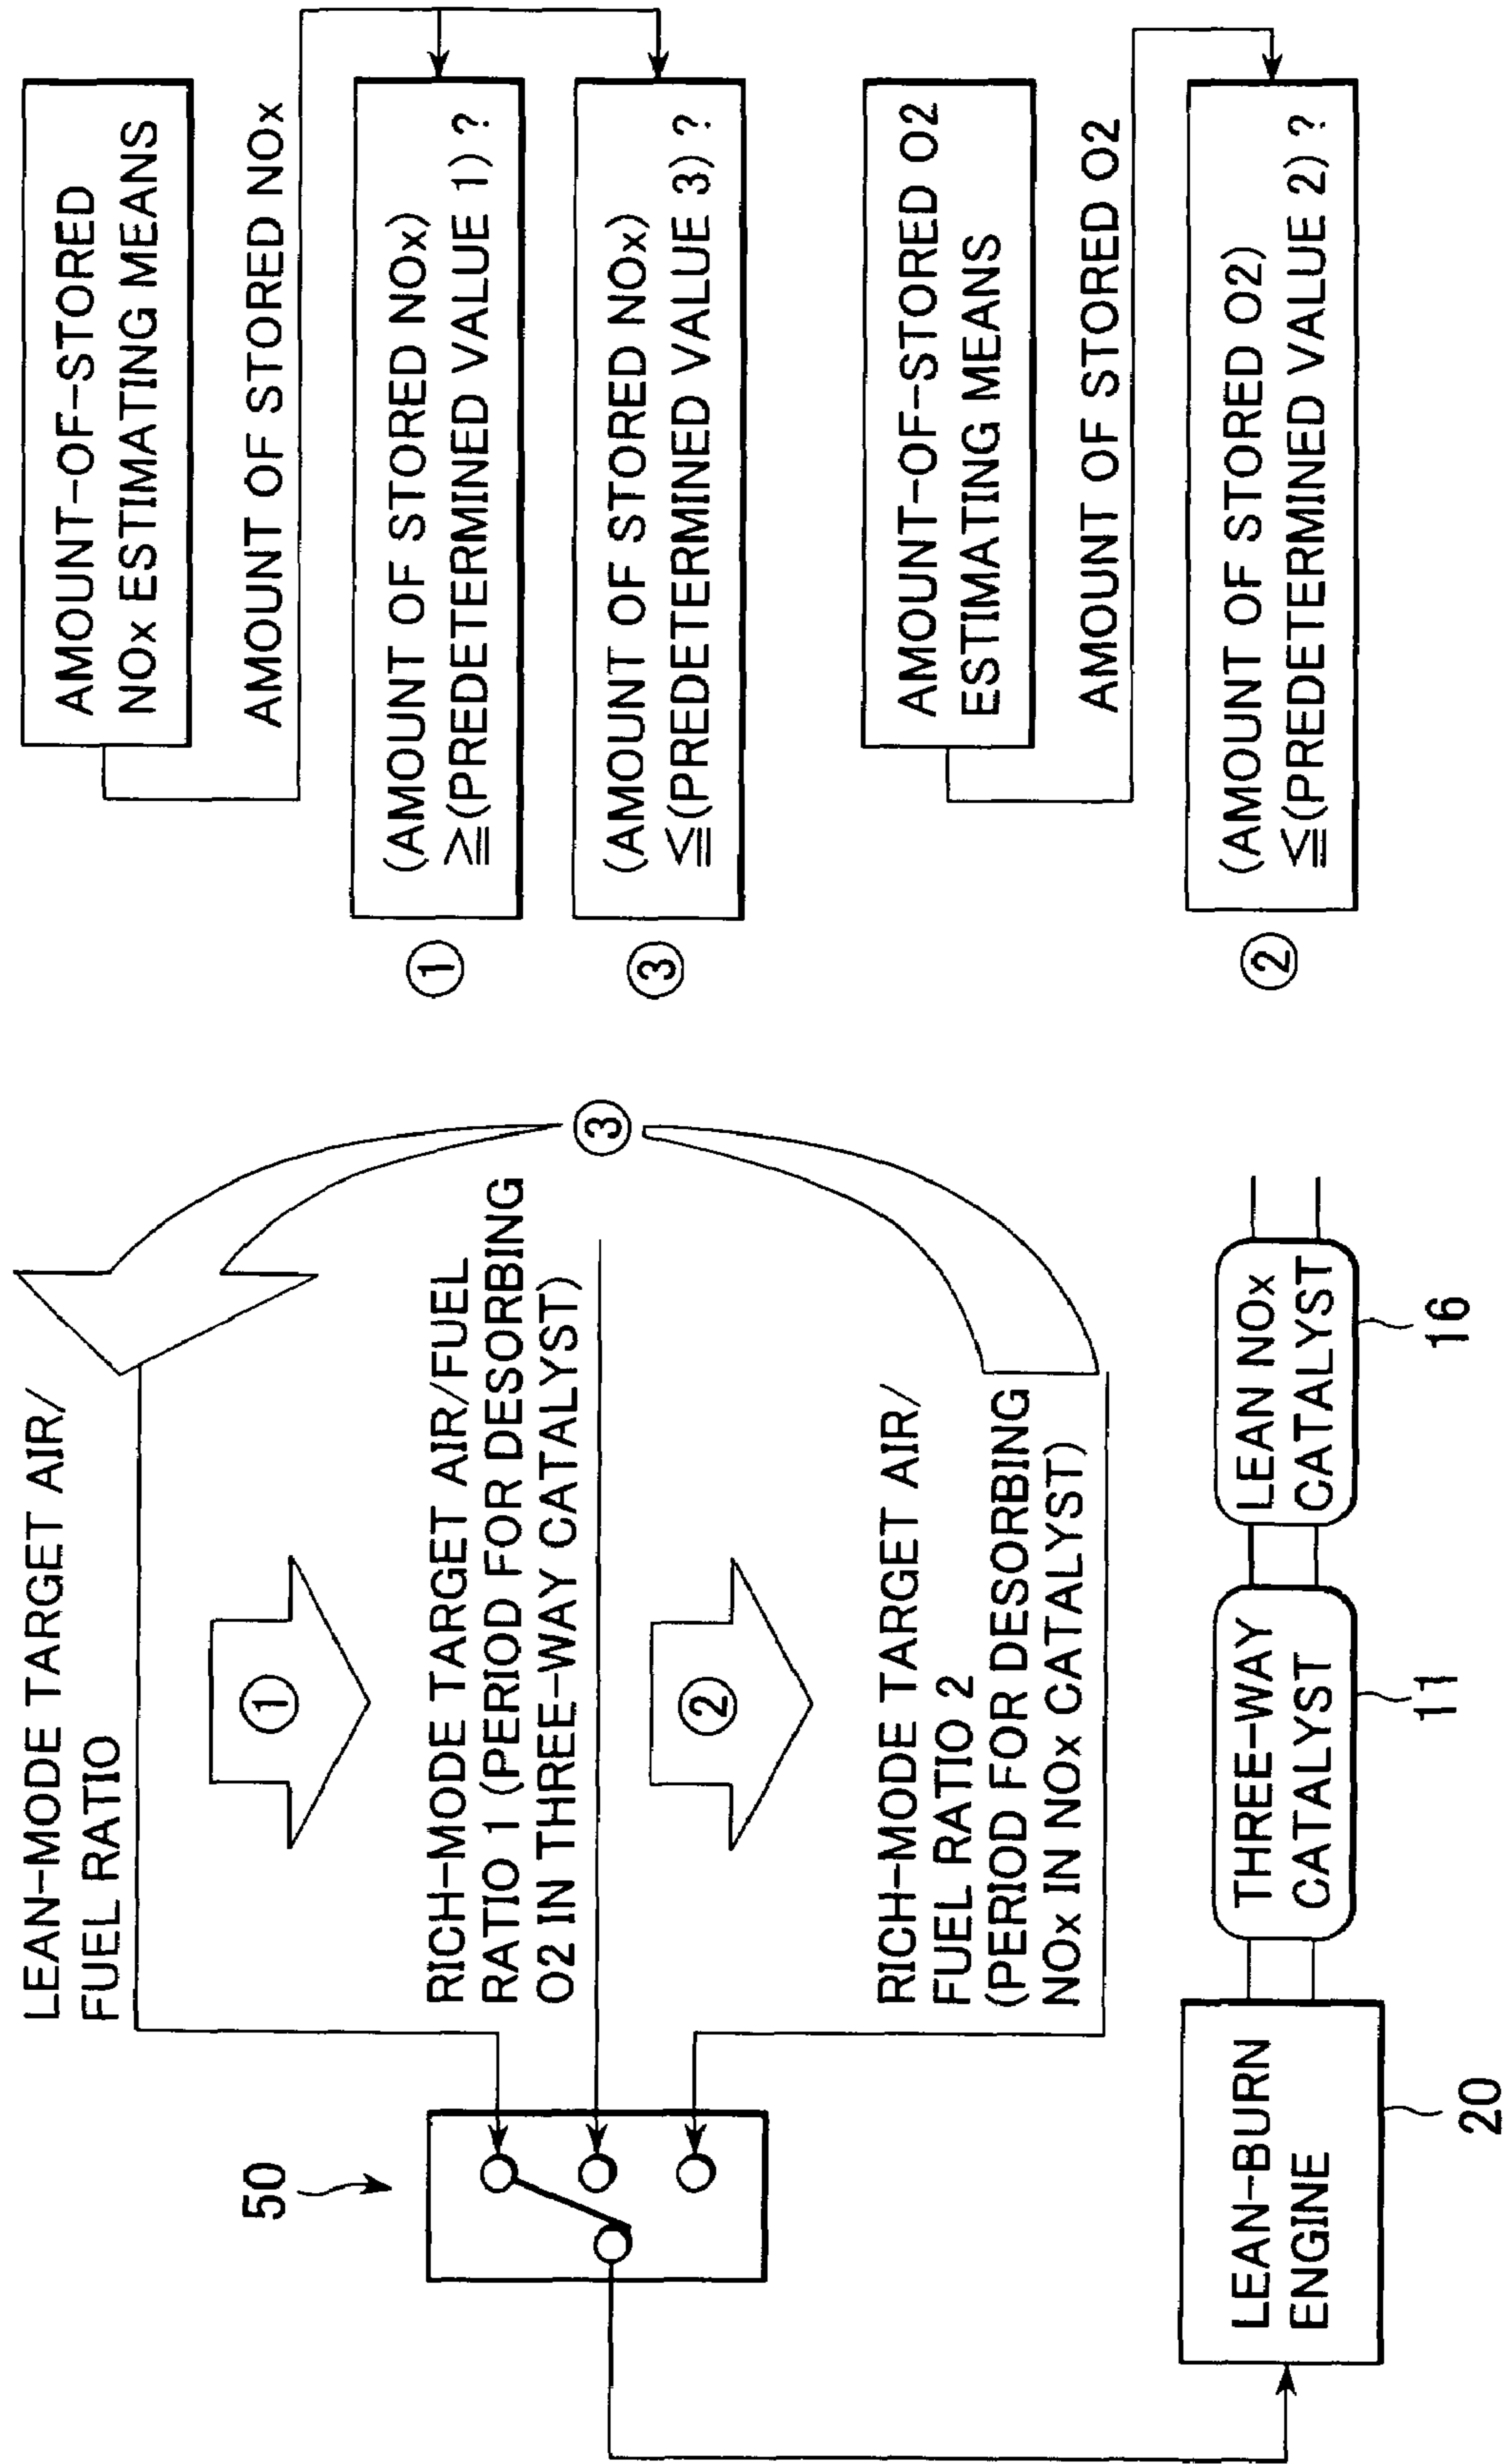 LEAN-MODE TARGET AIR/
FUEL RATIO
①
RICH-MODE TARGET AIR/FUEL
RATIO 1 (PERIOD FOR DESORBING
O2 IN THREE-WAY CATALYST)
②
RICH-MODE TARGET AIR/
FUEL RATIO 2
(PERIOD FOR DESORBING
NOx IN NOx CATALYST)
③
50
LEAN-BURN
ENGINE
20
THREE-WAY
CATALYST
11
LEAN NOx
CATALYST
16
AMOUNT-OF-STORED
NOx ESTIMATING MEANS
AMOUNT OF STORED NOx
①
(AMOUNT OF STORED NOx)
≧(PREDETERMINED VALUE 1) ?
③
(AMOUNT OF STORED NOx)
≦(PREDETERMINED VALUE 3) ?
AMOUNT-OF-STORED O2
ESTIMATING MEANS
AMOUNT OF STORED O2
②
(AMOUNT OF STORED O2)
≦(PREDETERMINED VALUE 2) ?